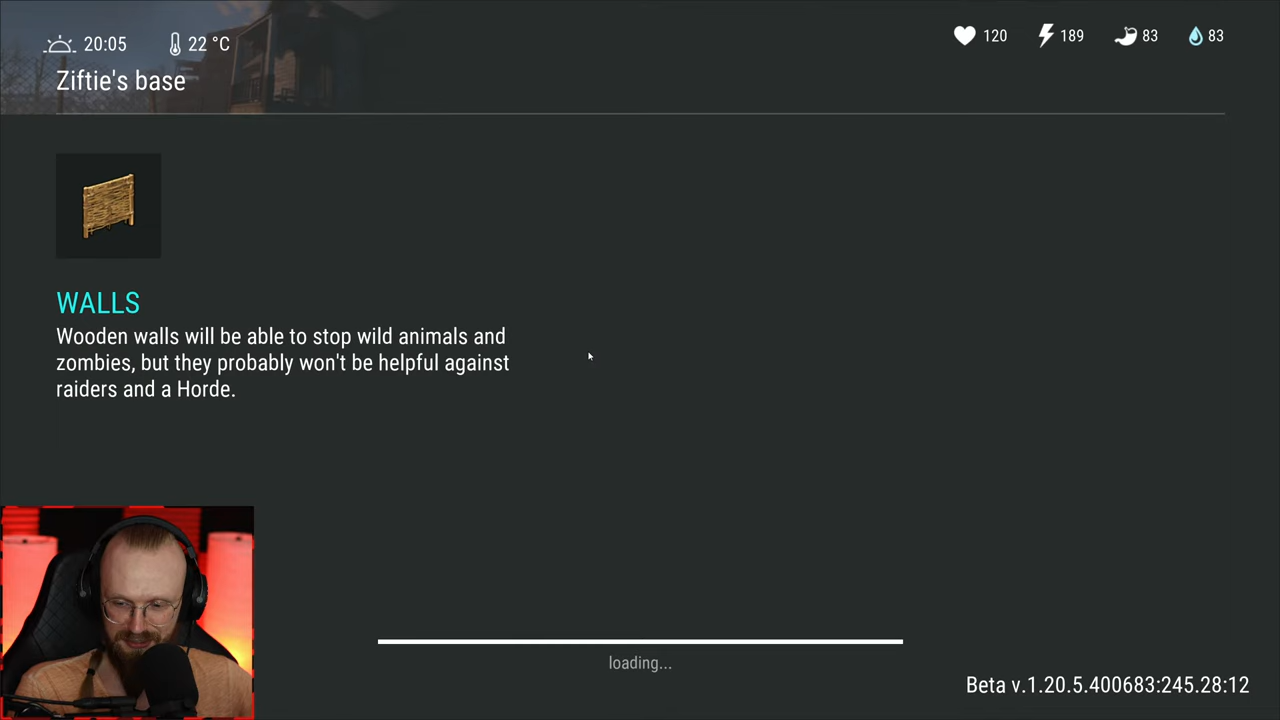 20:05 22 °C 120 189 83 83
Ziftie's base
WALLS
Wooden walls will be able to stop wild animals and
zombies, but they probably won't be helpful against
raiders and a Horde.
loading...
Beta v.1.20.5.400683:245.28:12